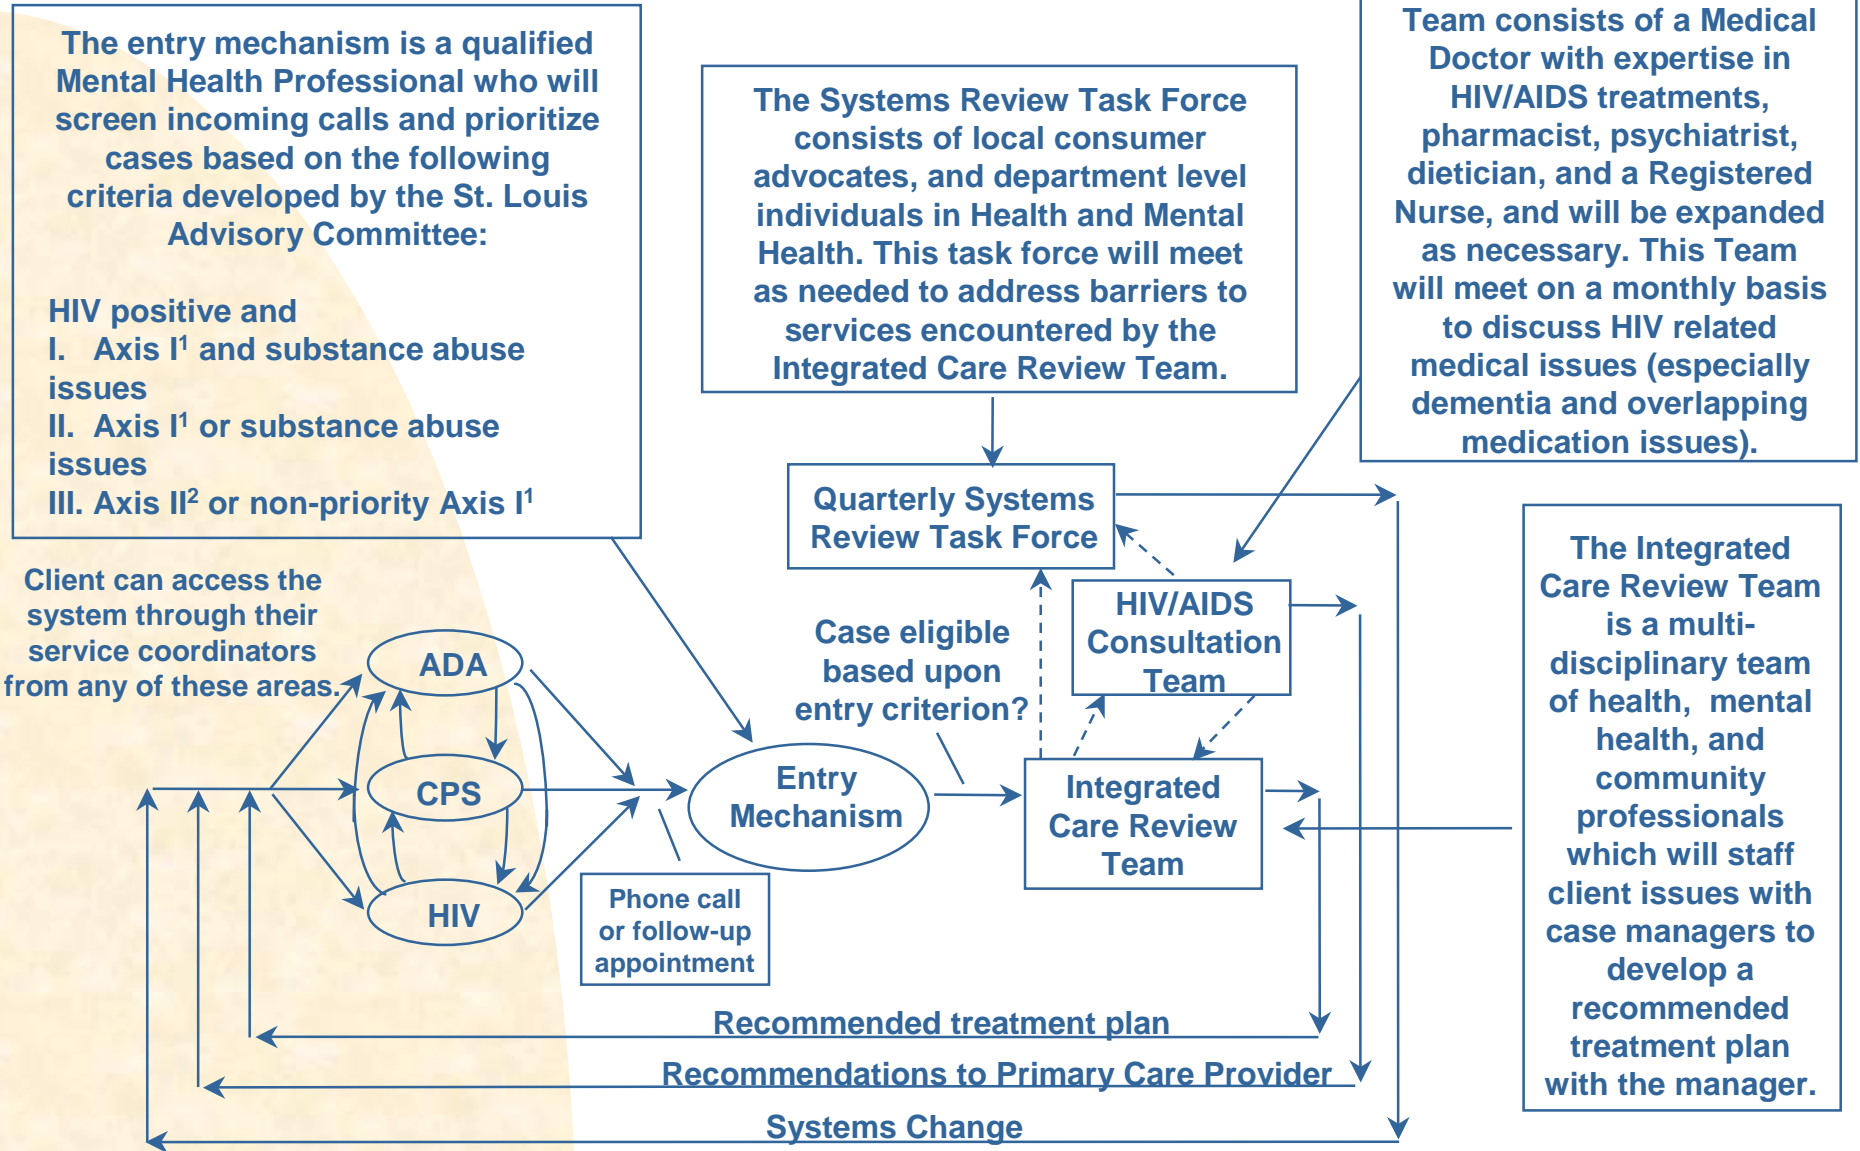 The entry mechanism is a qualified
Mental Health Professional who will
screen incoming calls and prioritize
cases based on the following
criteria developed by the St. Louis
Advisory Committee:
HIV positive and
I. Axis I¹ and substance abuse
issues
II. Axis I¹ or substance abuse
issues
III. Axis II² or non-priority Axis I¹
The Systems Review Task Force
consists of local consumer
advocates, and department level
individuals in Health and Mental
Health. This task force will meet
as needed to address barriers to
services encountered by the
Integrated Care Review Team.
Team consists of a Medical
Doctor with expertise in
HIV/AIDS treatments,
pharmacist, psychiatrist,
dietician, and a Registered
Nurse, and will be expanded
as necessary. This Team
will meet on a monthly basis
to discuss HIV related
medical issues (especially
dementia and overlapping
medication issues).
Quarterly Systems
Review Task Force
Client can access the
system through their
service coordinators
from any of these areas.
ADA
CPS
HIV
Case eligible
based upon
entry criterion?
HIV/AIDS
Consultation
Team
Entry
Mechanism
Integrated
Care Review
Team
Phone call
or follow-up
appointment
The Integrated
Care Review Team
is a multi-
disciplinary team
of health, mental
health, and
community
professionals
which will staff
client issues with
case managers to
develop a
recommended
treatment plan
with the manager.
Recommended treatment plan
Recommendations to Primary Care Provider
Systems Change